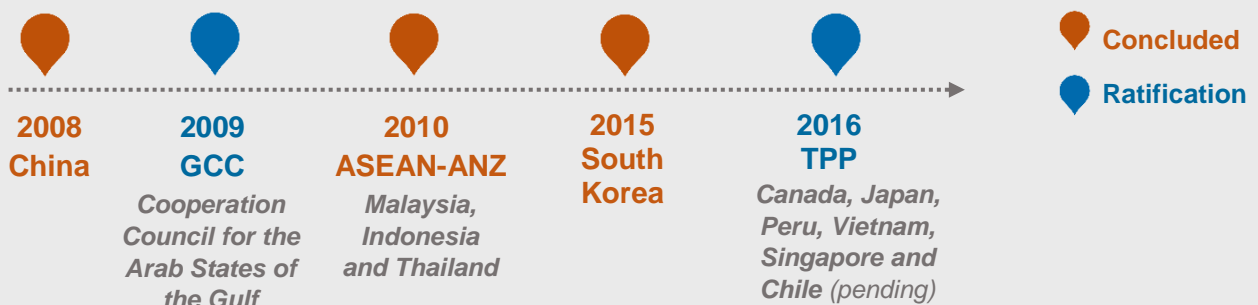 Concluded
Ratification
2008
China
2009
GCC
Cooperation
Council for the
Arab States of
the Gulf
2010
ASEAN-ANZ
Malaysia,
Indonesia
and Thailand
2015
South
Korea
2016
TPP
Canada, Japan,
Peru, Vietnam,
Singapore and
Chile (pending)